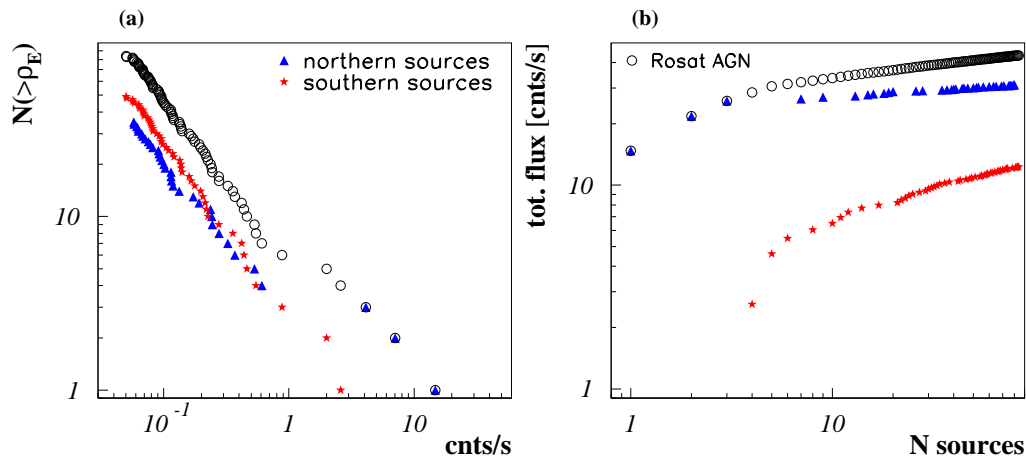 (a)
N(>ρE)
10
1
northern sources
southern sources
10-1
1
10
cnts/s
(b)
tot. flux [cnts/s]
10
1
Rosat AGN
1
10
N sources